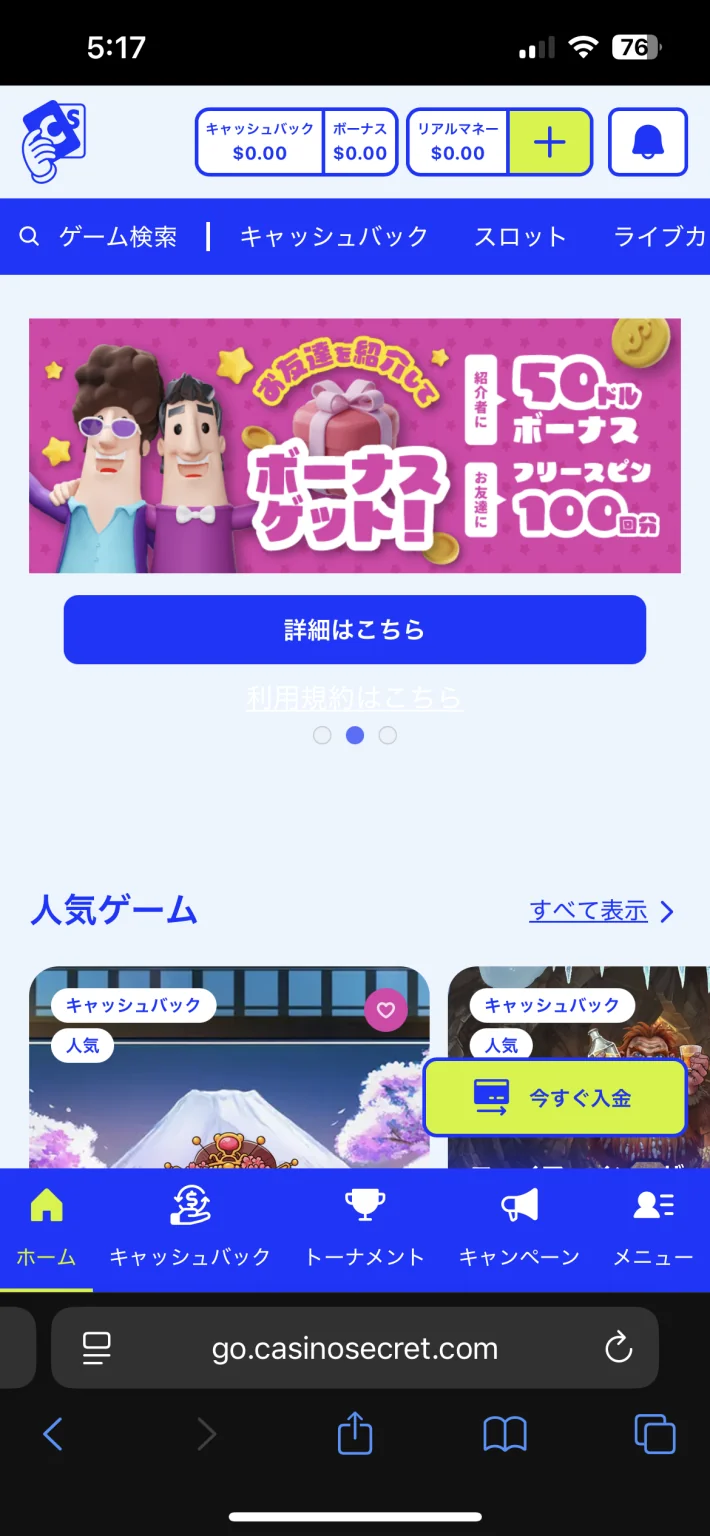 5:17
76
C S
キャッシュバック ボーナス リアルマネー
$0.00 $0.00 $0.00
ゲーム検索 キャッシュバック スロット ライブカ
お友達を紹介して
ボーナス
ゲット!
紹介者に
50ドル
ボーナス
お友達に
フリースピン
100回分
詳細はこちら
利用規約はこちら
人気ゲーム すべて表示
キャッシュバック
人気
キャッシュバック
人気
今すぐ入金
ホーム キャッシュバック トーナメント キャンペーン メニュー
go.casinosecret.com